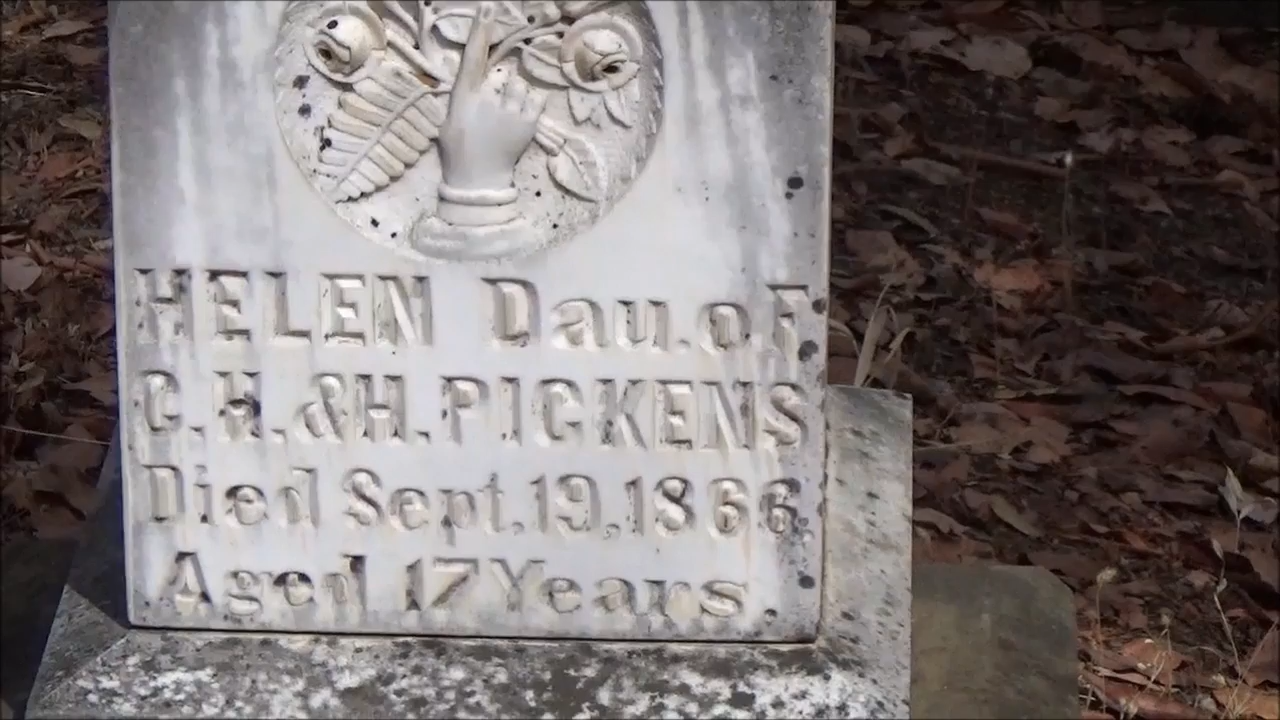 HELEN Dau. of
C. H. & H. PICKENS
Died Sept. 19, 1866.
Aged 17 Years.